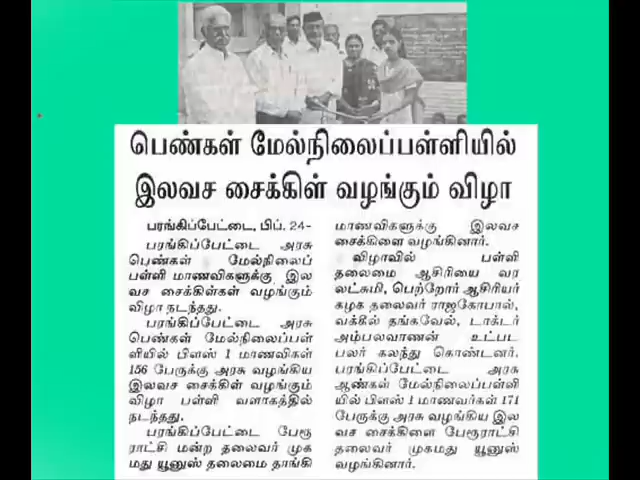 பெண்கள் மேல்நிலைப்பள்ளியில்
இலவச சைக்கிள் வழங்கும் விழா
பரங்கிப்பேட்டை, பிப். 24-
பரங்கிப்பேட்டை அரசு
பெண்கள் மேல்நிலைப்
பள்ளி மாணவிகளுக்கு இல
வச சைக்கிள்கள் வழங்கும்
விழா நடந்தது.
பரங்கிப்பேட்டை அரசு
பெண்கள் மேல்நிலைப்பள்
ளியில் பிளஸ் 1 மாணவிகள்
156 பேருக்கு அரசு வழங்கிய
இலவச சைக்கிள் வழங்கும்
விழா பள்ளி வளாகத்தில்
நடந்தது.
பரங்கிப்பேட்டை பேரூ
ராட்சி மன்ற தலைவர் முக
மது யூனுஸ் தலைமை தாங்கி
மாணவிகளுக்கு இலவச
சைக்கிளை வழங்கினார்.
விழாவில் பள்ளி
தலைமை ஆசிரியை வர
லட்சுமி, பெற்றோர் ஆசிரியர்
கழக தலைவர் ராஜகோபால்,
வக்கீல் தங்கவேல், டாக்டர்
அம்பலவாணன் உட்பட
பலர் கலந்து கொண்டனர்.
பரங்கிப்பேட்டை அரசு
ஆண்கள் மேல்நிலைப்பள்ளி
யில் பிளஸ் 1 மாணவர்கள் 171
பேருக்கு அரசு வழங்கிய இல
வச சைக்கிளை பேரூராட்சி
தலைவர் முகமது யூனுஸ்
வழங்கினார்.